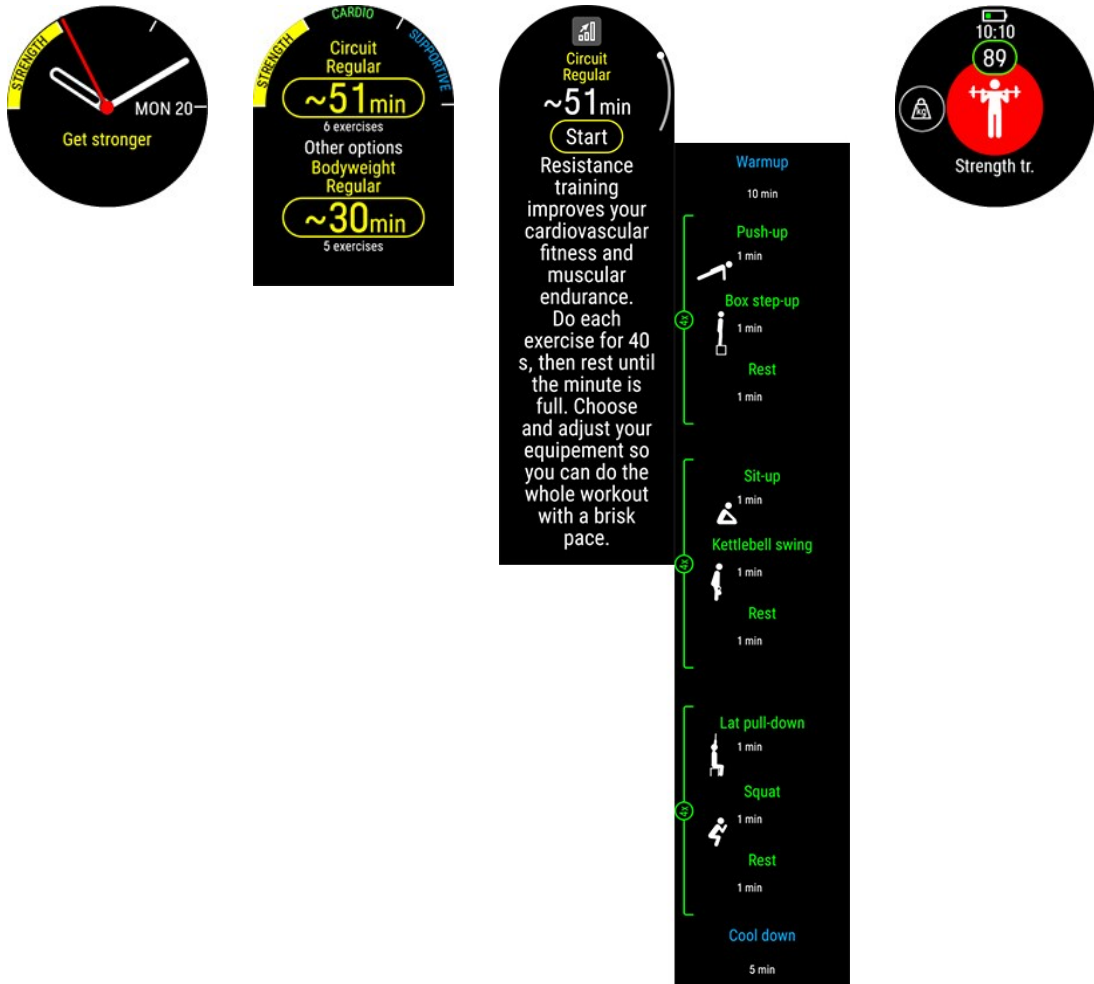 STRENGTH
MON 20
Get stronger
CARDIO
STRENGTH
SUPPORTIVE
Circuit
Regular
~51min
6 exercises
Other options
Bodyweight
Regular
~30min
5 exercises
Circuit
Regular
~51min
Start
Resistance
training
improves your
cardiovascular
fitness and
muscular
endurance.
Do each
exercise for 40
s, then rest until
the minute is
full. Choose
and adjust your
equipement so
you can do the
whole workout
with a brisk
pace.
Warmup
10 min
Push-up
1 min
Box step-up
4x
1 min
Rest
1 min
Sit-up
1 min
Kettlebell swing
4x
1 min
Rest
1 min
Lat pull-down
1 min
Squat
4x
1 min
Rest
1 min
Cool down
5 min
10:10
89
KG
Strength tr.